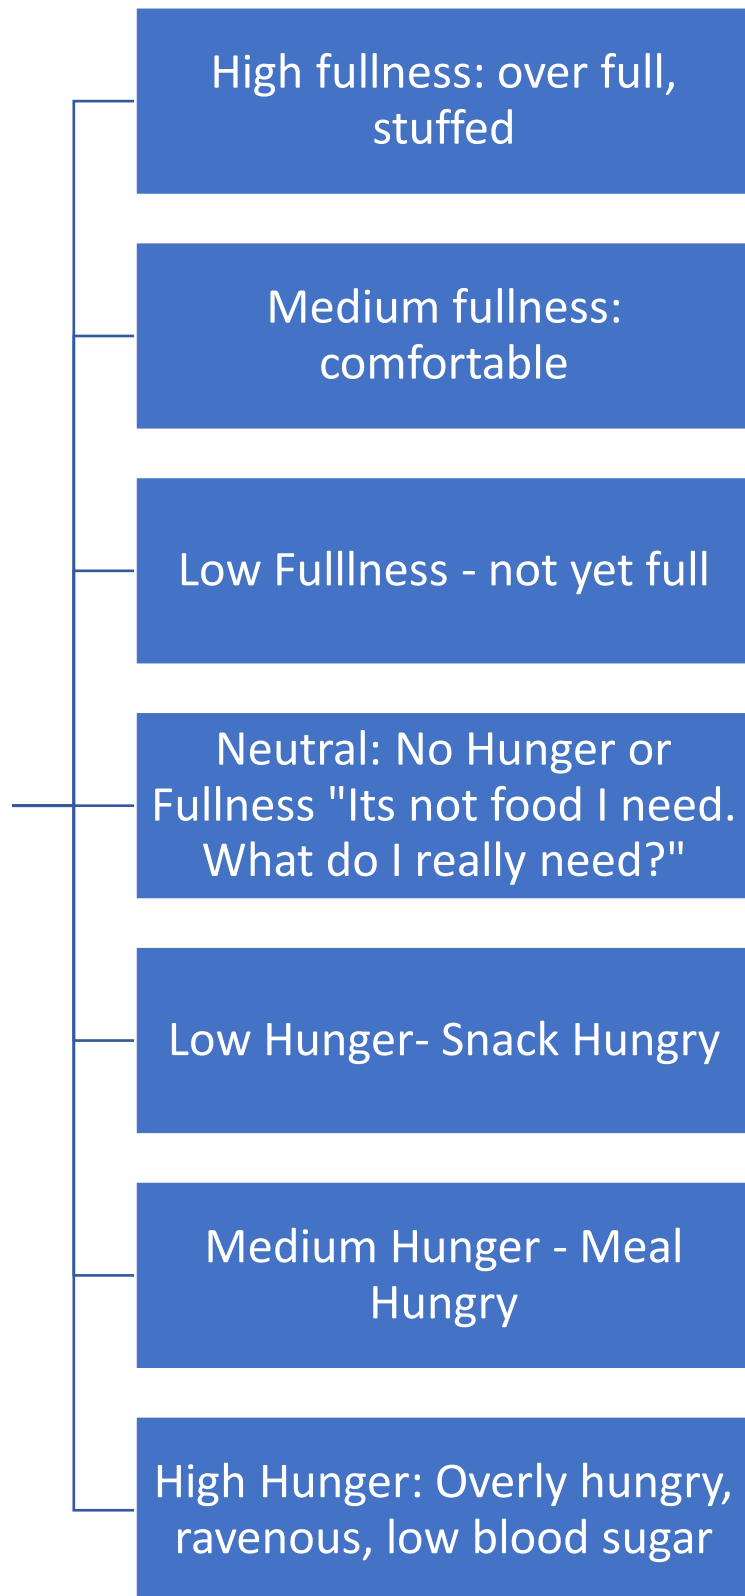 High fullness: over full,
stuffed
Medium fullness:
comfortable
Low Fulllness - not yet full
Neutral: No Hunger or
Fullness "Its not food I need.
What do I really need?"
Low Hunger- Snack Hungry
Medium Hunger - Meal
Hungry
High Hunger: Overly hungry,
ravenous, low blood sugar